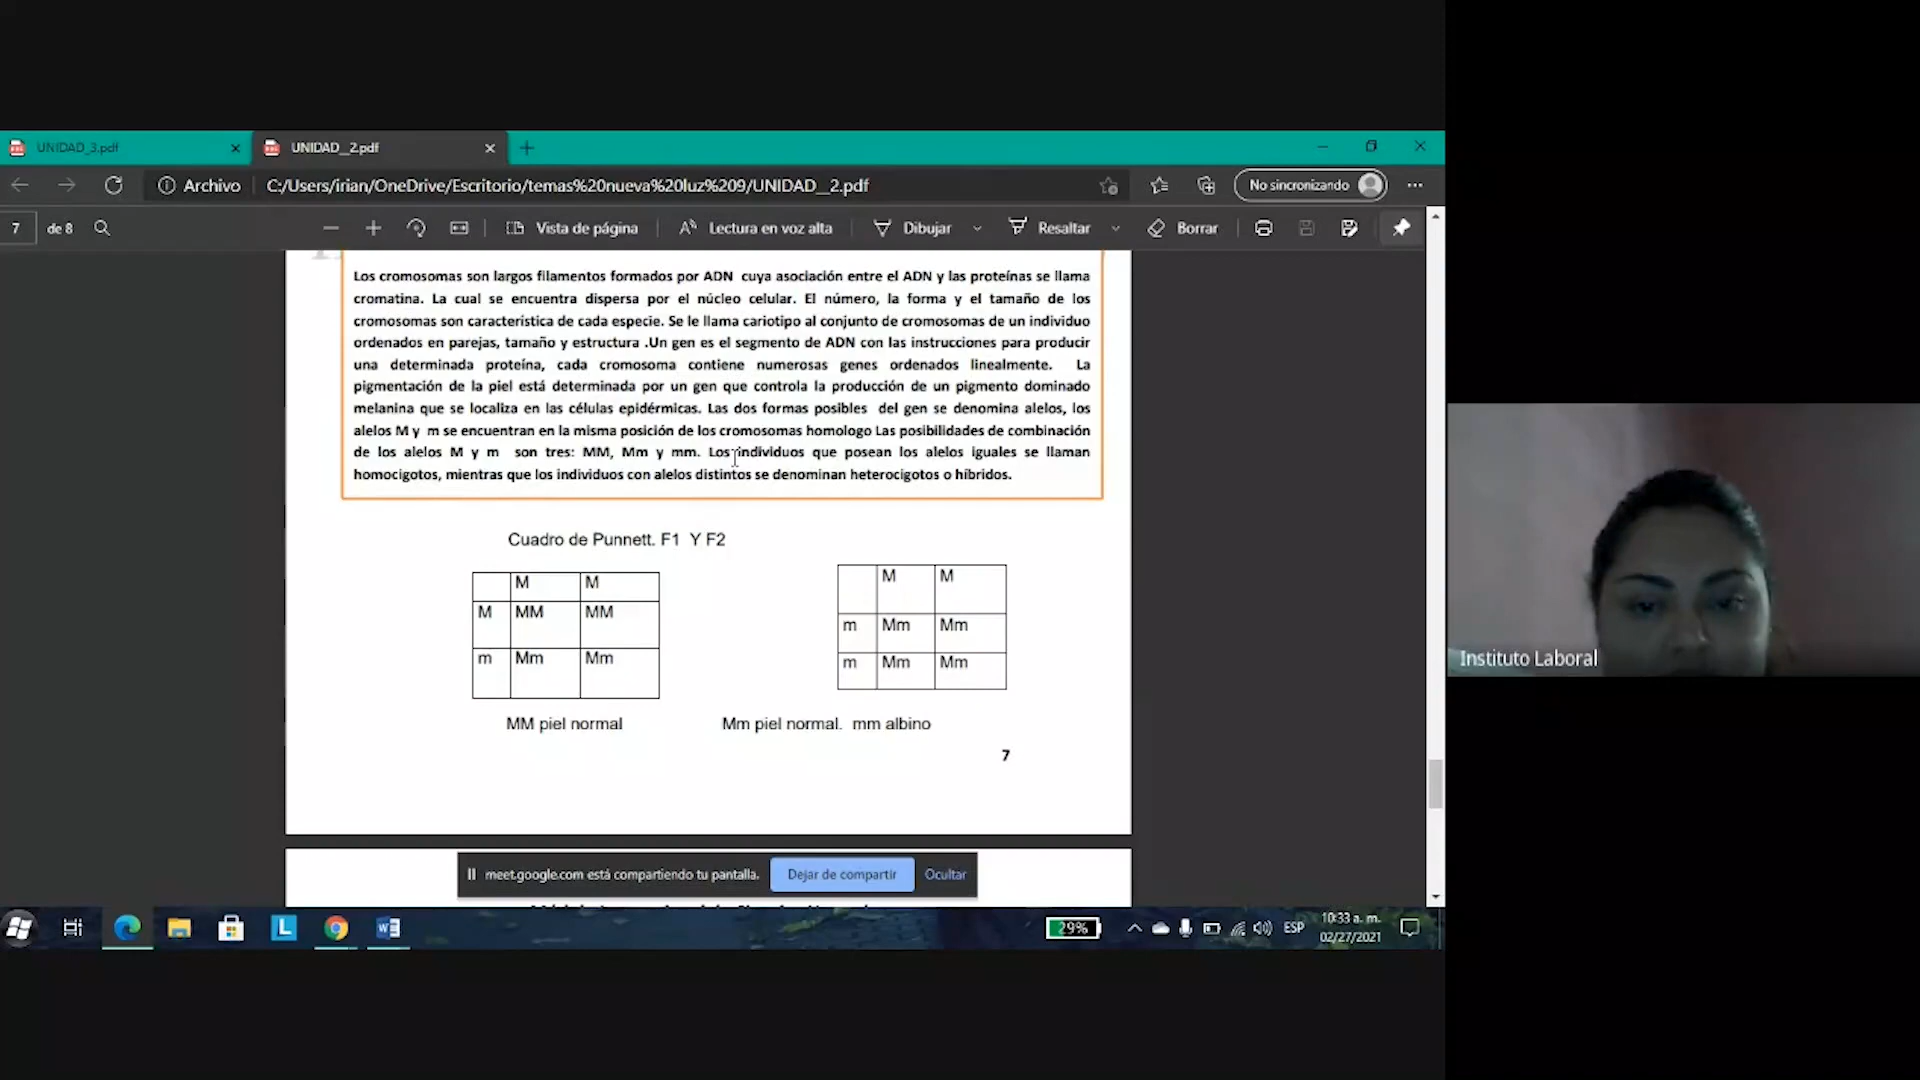 UNIDAD_3.pdf
UNIDAD__2.pdf
Archivo
C:/Users/irian/OneDrive/Escritorio/temas%20nueva%20luz%209/UNIDAD__2.pdf
No sincronizando
7 de 8
Vista de página
Lectura en voz alta
Dibujar
Resaltar
Borrar
Los cromosomas son largos filamentos formados por ADN cuya asociación entre el ADN y las proteínas se llama
cromatina. La cual se encuentra dispersa por el núcleo celular. El número, la forma y el tamaño de los
cromosomas son característica de cada especie. Se le llama cariotipo al conjunto de cromosomas de un individuo
ordenados en parejas, tamaño y estructura .Un gen es el segmento de ADN con las instrucciones para producir
una determinada proteína, cada cromosoma contiene numerosas genes ordenados linealmente. La
pigmentación de la piel está determinada por un gen que controla la producción de un pigmento dominado
melanina que se localiza en las células epidérmicas. Las dos formas posibles del gen se denomina alelos, los
alelos M y m se encuentran en la misma posición de los cromosomas homologo Las posibilidades de combinación
de los alelos M y m son tres: MM, Mm y mm. Los individuos que posean los alelos iguales se llaman
homocigotos, mientras que los individuos con alelos distintos se denominan heterocigotos o híbridos.
Cuadro de Punnett. F1 Y F2
M M
M MM MM
m Mm Mm
M M
m Mm Mm
m Mm Mm
MM piel normal
Mm piel normal. mm albino
7
meet.google.com está compartiendo tu pantalla.
Dejar de compartir
Ocultar
29%
ESP
10:33 a. m.
02/27/2021
Instituto Laboral